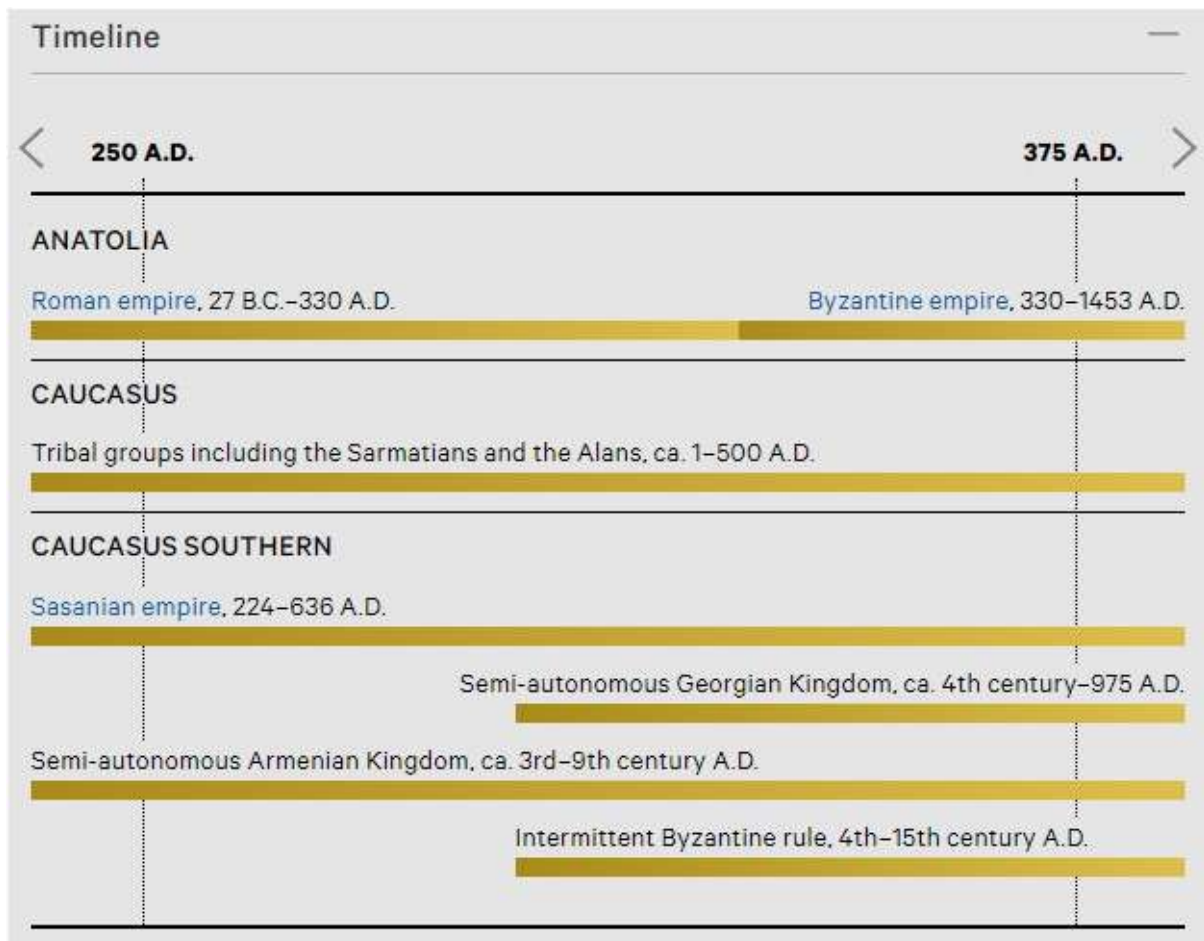 Timeline
250 A.D. 375 A.D.
ANATOLIA
Roman empire, 27 B.C.–330 A.D. Byzantine empire, 330–1453 A.D.
CAUCASUS
Tribal groups including the Sarmatians and the Alans, ca. 1–500 A.D.
CAUCASUS SOUTHERN
Sasanian empire, 224–636 A.D.
Semi-autonomous Georgian Kingdom, ca. 4th century–975 A.D.
Semi-autonomous Armenian Kingdom, ca. 3rd–9th century A.D.
Intermittent Byzantine rule, 4th–15th century A.D.